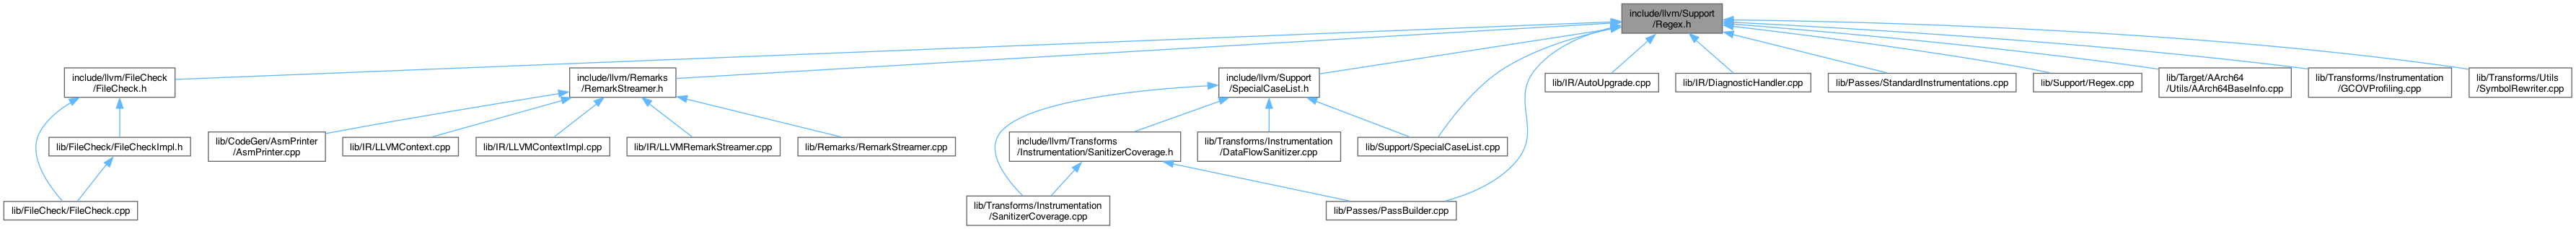 include/llvm/Support
/Regex.h
include/llvm/FileCheck
/FileCheck.h
include/llvm/Remarks
/RemarkStreamer.h
include/llvm/Support
/SpecialCaseList.h
lib/IR/AutoUpgrade.cpp
lib/IR/DiagnosticHandler.cpp
lib/Passes/StandardInstrumentations.cpp
lib/Support/Regex.cpp
lib/Target/AArch64
/Utils/AArch64BaseInfo.cpp
lib/Transforms/Instrumentation
/GCOVProfiling.cpp
lib/Transforms/Utils
/SymbolRewriter.cpp
lib/FileCheck/FileCheckImpl.h
lib/CodeGen/AsmPrinter
/AsmPrinter.cpp
lib/IR/LLVMContext.cpp
lib/IR/LLVMContextImpl.cpp
lib/IR/LLVMRemarkStreamer.cpp
lib/Remarks/RemarkStreamer.cpp
include/llvm/Transforms
/Instrumentation/SanitizerCoverage.h
lib/Transforms/Instrumentation
/DataFlowSanitizer.cpp
lib/Support/SpecialCaseList.cpp
lib/FileCheck/FileCheck.cpp
lib/Transforms/Instrumentation
/SanitizerCoverage.cpp
lib/Passes/PassBuilder.cpp